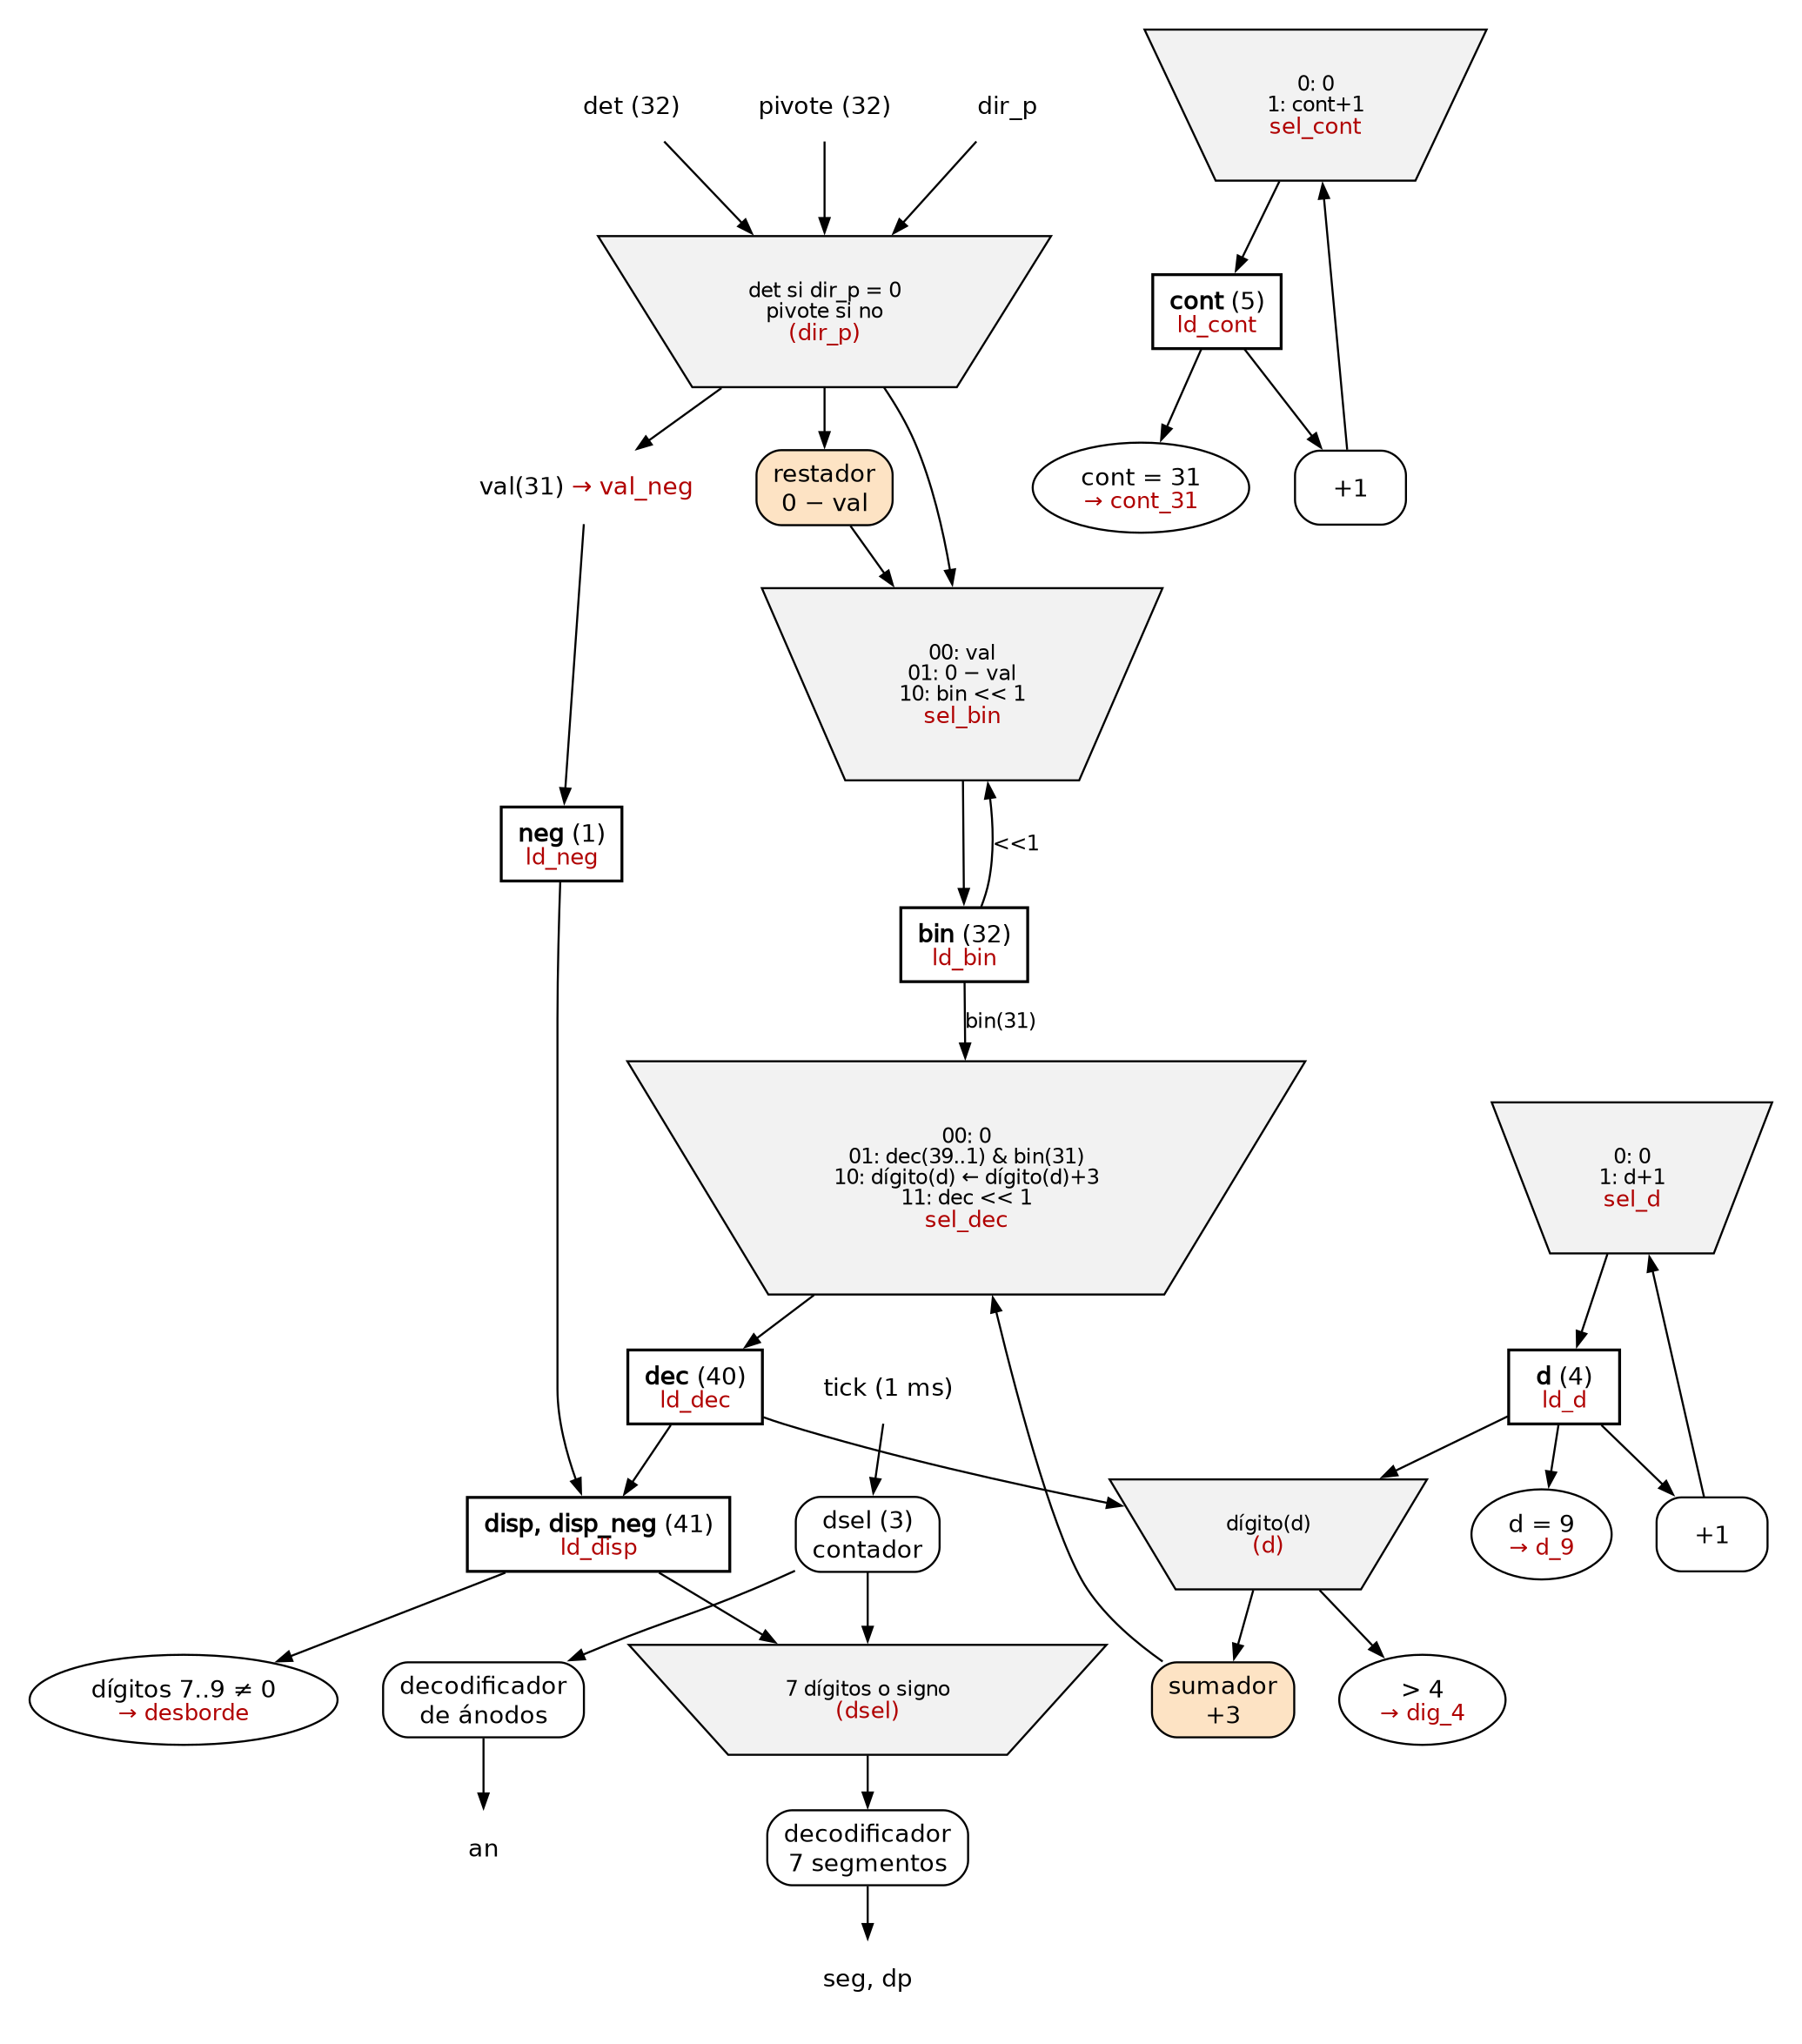 0: 0
1: cont+1
sel_cont
det (32)
pivote (32)
dir_p
det si dir_p = 0
pivote si no
(dir_p)
cont (5)
ld_cont
val(31) → val_neg
restador
0 − val
cont = 31
→ cont_31
+1
00: val
01: 0 − val
10: bin << 1
sel_bin
neg (1)
ld_neg
<<1
bin (32)
ld_bin
bin(31)
00: 0
01: dec(39..1) & bin(31)
10: dígito(d) ← dígito(d)+3
11: dec << 1
sel_dec
0: 0
1: d+1
sel_d
dec (40)
ld_dec
tick (1 ms)
d (4)
ld_d
disp, disp_neg (41)
ld_disp
dsel (3)
contador
dígito(d)
(d)
d = 9
→ d_9
+1
dígitos 7..9 ≠ 0
→ desborde
decodificador
de ánodos
7 dígitos o signo
(dsel)
sumador
+3
> 4
→ dig_4
an
decodificador
7 segmentos
seg, dp